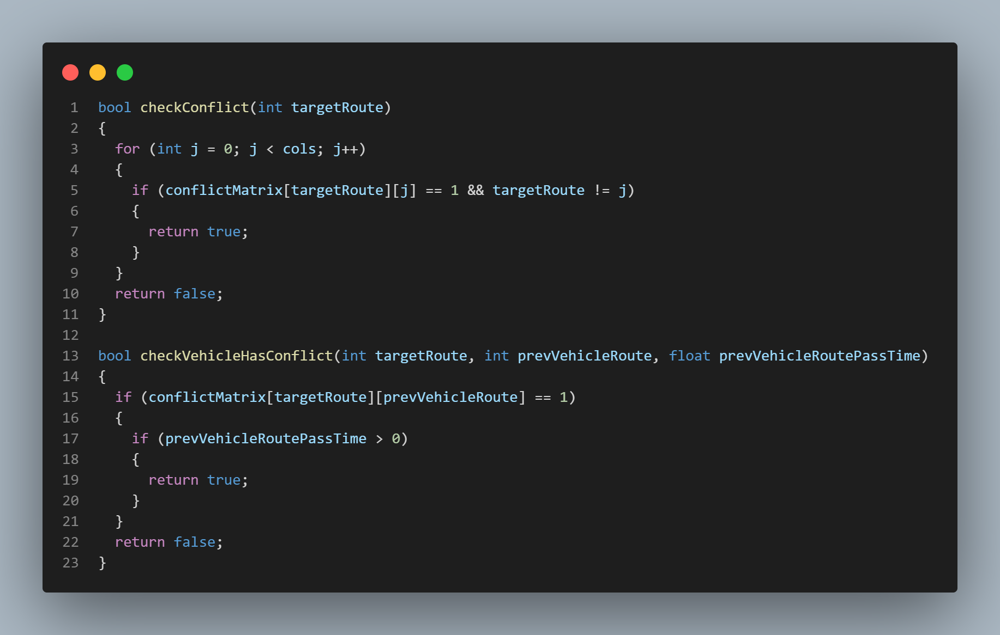 1 bool checkConflict(int targetRoute)
2 {
3   for (int j = 0; j < cols; j++)
4   {
5     if (conflictMatrix[targetRoute][j] == 1 && targetRoute != j)
6     {
7       return true;
8     }
9   }
10   return false;
11 }
12
13 bool checkVehicleHasConflict(int targetRoute, int prevVehicleRoute, float prevVehicleRoutePassTime)
14 {
15   if (conflictMatrix[targetRoute][prevVehicleRoute] == 1)
16   {
17     if (prevVehicleRoutePassTime > 0)
18     {
19       return true;
20     }
21   }
22   return false;
23 }